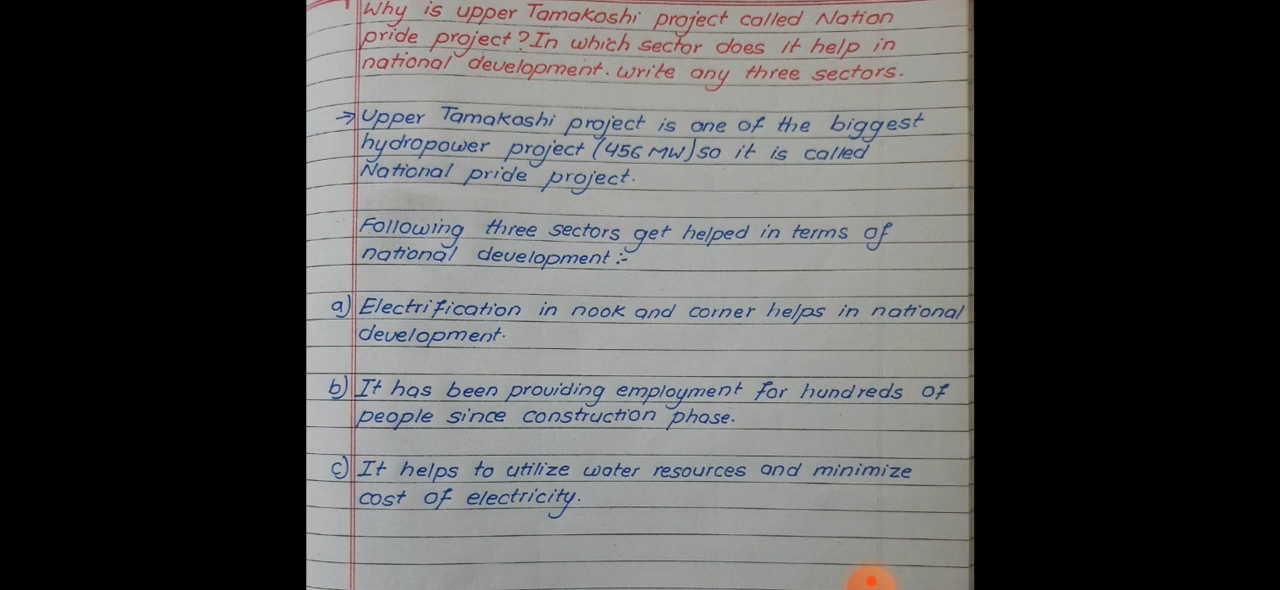 Why is upper Tamakoshi project called Nation
pride project? In which sector does it help in
national development. write any three sectors.
→ Upper Tamakoshi project is one of the biggest
hydropower project (456 MW) so it is called
National pride project.
Following three sectors get helped in terms of
national development :-
a) Electrification in nook and corner helps in national
development.
b) It has been providing employment for hundreds of
people since construction phase.
c) It helps to utilize water resources and minimize
cost of electricity.